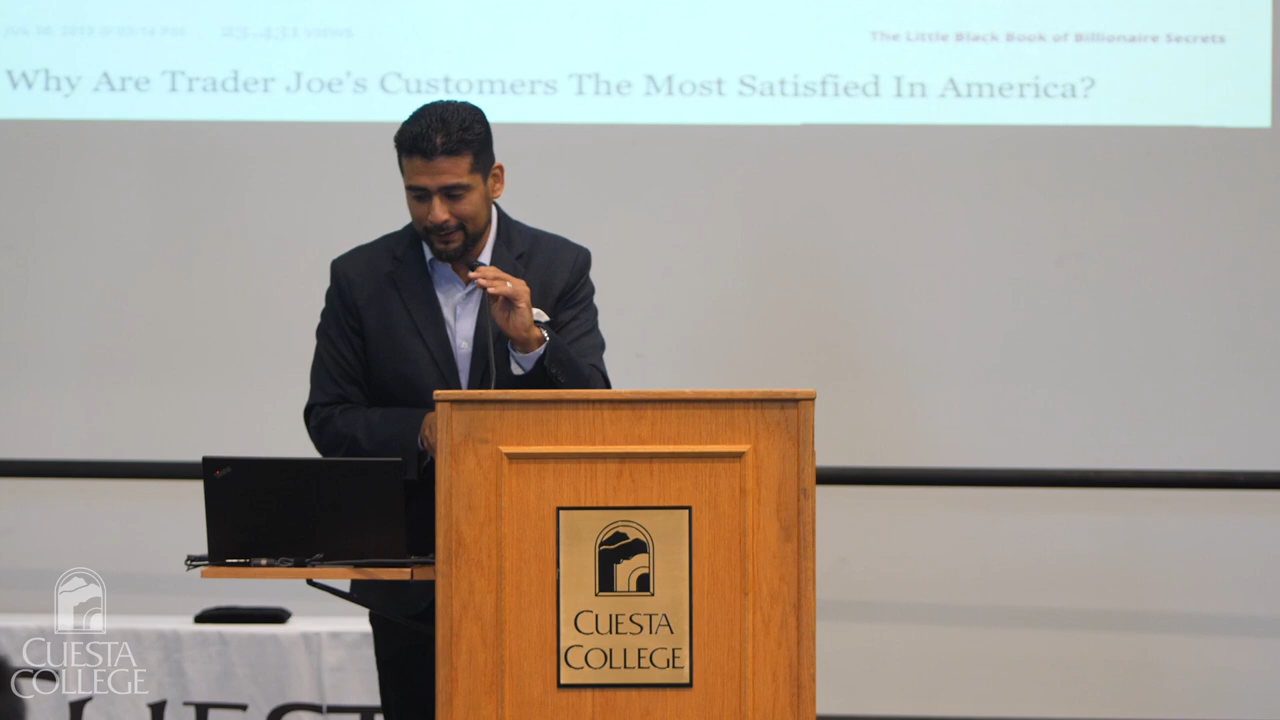 VIEWS
The Little Black Book of Billionaire Secrets
Why Are Trader Joe's Customers The Most Satisfied In America?
CUESTA
COLLEGE
CUESTA
COLLEGE